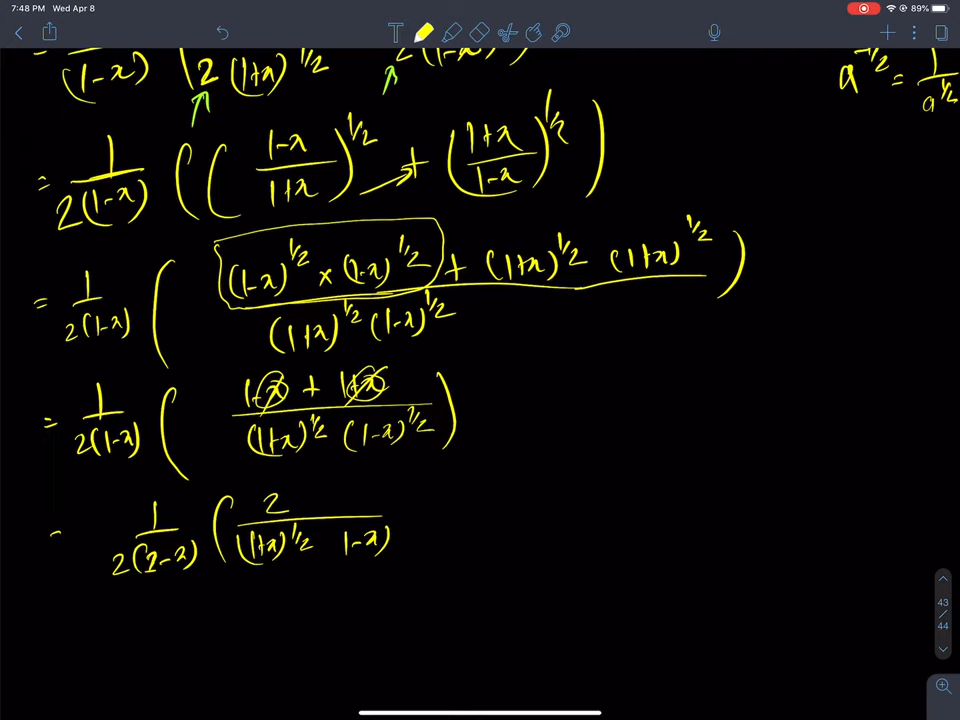 7:48 PM Wed Apr 8 89%
= (1-x) 2 (1+x)^1/2 2 (1-x)
a^-1/2 = 1/a^1/2
= 1/2(1-x) ( ( 1-x/1+x )^1/2 + ( 1+x/1-x )^1/2 )
= 1/2(1-x) ( (1-x)^1/2 × (1-x)^1/2 + (1+x)^1/2 (1+x)^1/2 / (1+x)^1/2 (1-x)^1/2 )
= 1/2(1-x) ( 1-x + 1+x / (1+x)^1/2 (1-x)^1/2 )
= 1/2(1-x) ( 2 / (1+x)^1/2 1-x)
43
/
44